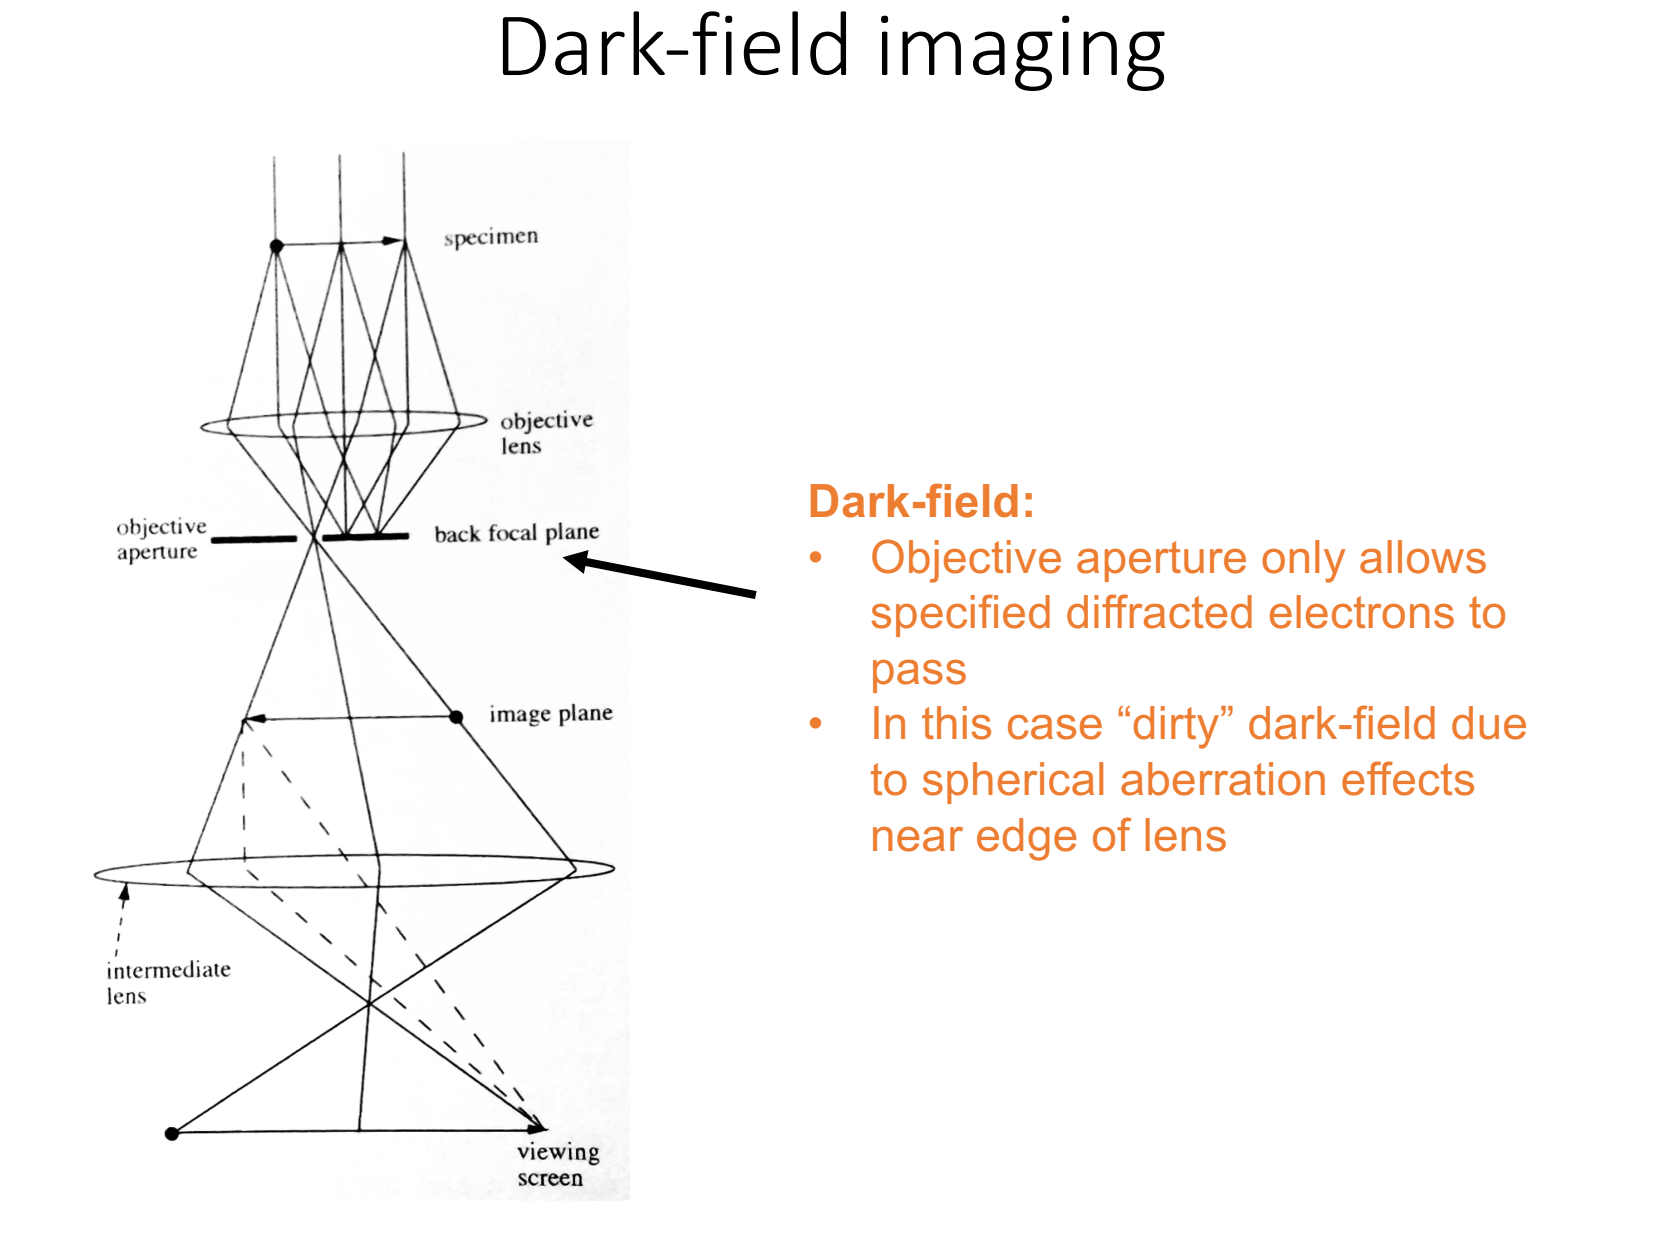 Dark-field imaging
specimen
objective
lens
objective
aperture
back focal plane
image plane
intermediate
lens
viewing
screen
Dark-field:
• Objective aperture only allows
specified diffracted electrons to
pass
• In this case “dirty” dark-field due
to spherical aberration effects
near edge of lens